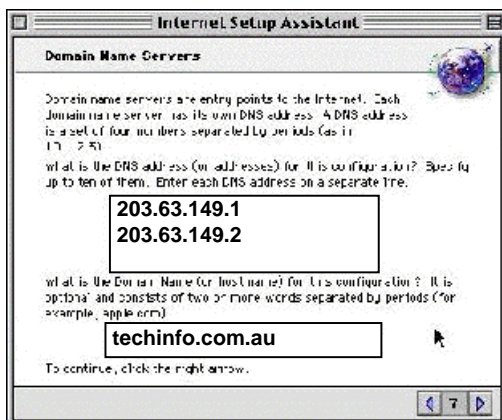 Internet Setup Assistant
Domain Name Servers
Domain name servers are entry points to the Internet. Each
domain name server has its own DNS address. A DNS address
is a set of four numbers separated by periods (as in
What is the DNS address (or addresses) for this configuration? Specify
up to ten of them. Enter each DNS address on a separate line.
203.63.149.1
203.63.149.2
What is the Domain Name (or host name) for this configuration? It is
optional and consists of two or more words separated by periods (for
example, apple.com)
techinfo.com.au
To continue, click the right arrow.
7